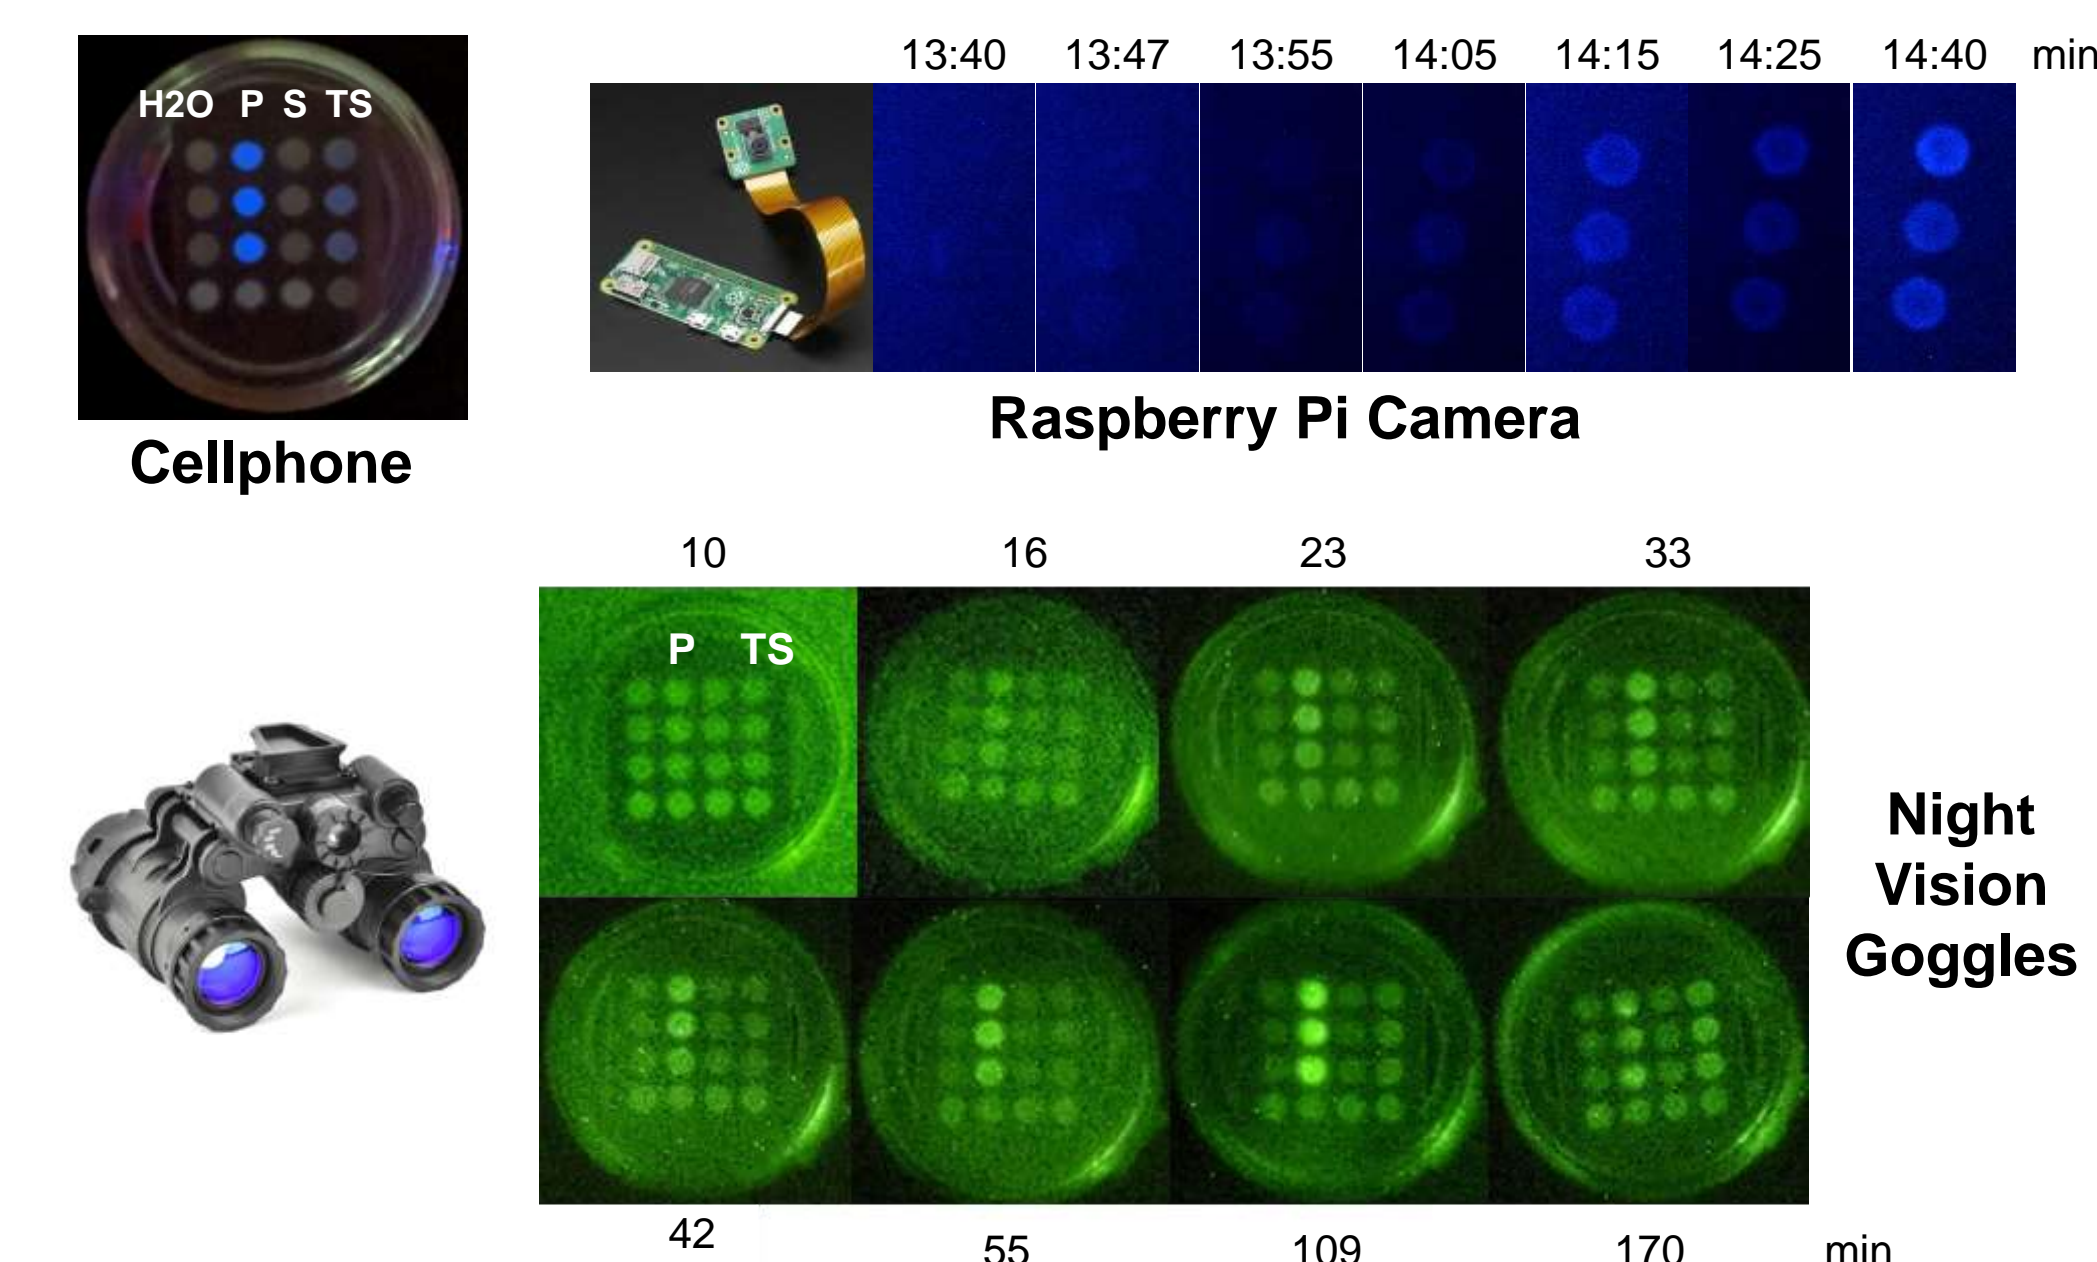 H2O P S TS
Cellphone
13:40 13:47 13:55 14:05 14:15 14:25 14:40 min
Raspberry Pi Camera
10 16 23 33
P TS
Night
Vision
Goggles
42 55 109 170 min